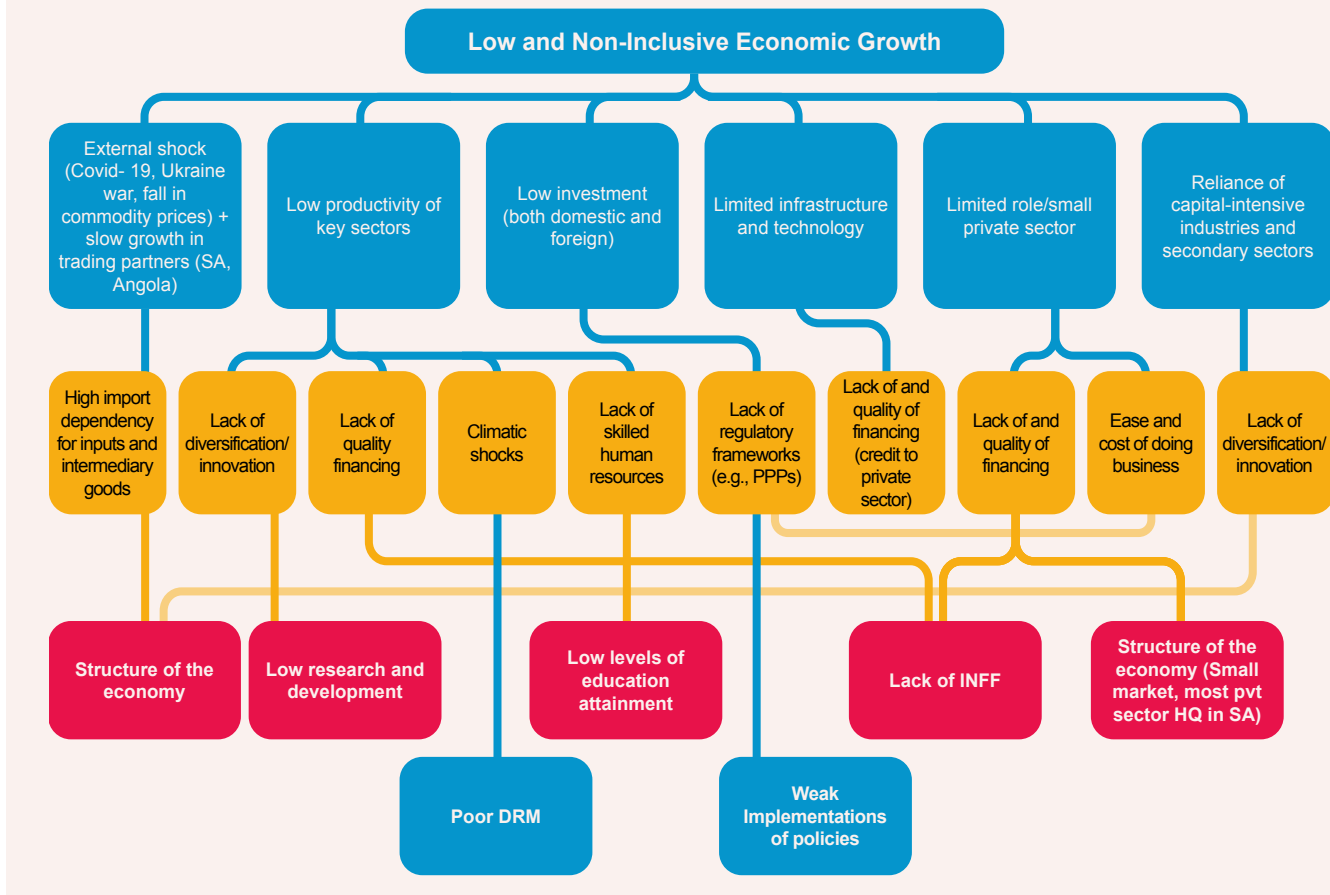 Low and Non-Inclusive Economic Growth
External shock
(Covid- 19, Ukraine
war, fall in
commodity prices) +
slow growth in
trading partners (SA,
Angola)
Low productivity of
key sectors
Low investment
(both domestic and
foreign)
Limited infrastructure
and technology
Limited role/small
private sector
Reliance of
capital-intensive
industries and
secondary sectors
High import
dependency
for inputs and
intermediary
goods
Lack of
diversification/
innovation
Lack of
quality
financing
Climatic
shocks
Lack of
skilled
human
resources
Lack of
regulatory
frameworks
(e.g., PPPs)
Lack of and
quality of
financing
(credit to
private
sector)
Lack of and
quality of
financing
Ease and
cost of doing
business
Lack of
diversification/
innovation
Structure of the
economy
Low research and
development
Low levels of
education
attainment
Lack of INFF
Structure of the
economy (Small
market, most pvt
sector HQ in SA)
Poor DRM
Weak
Implementations
of policies